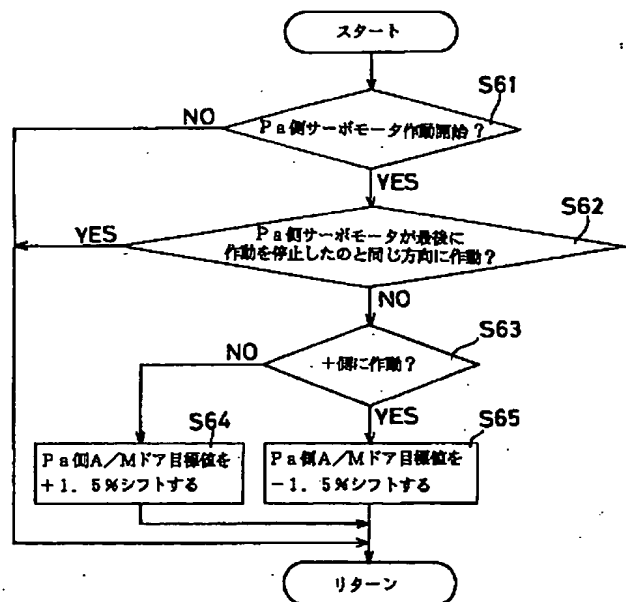 スタート
S61
NO
Pa側サーボモータ作動開始?
YES
S62
YES
Pa側サーボモータが最後に
作動を停止したのと同じ方向に作動?
NO
S63
NO
+側に作動?
YES
S64
S65
Pa側A/Mドア目標値を
+1.5%シフトする
Pa側A/Mドア目標値を
-1.5%シフトする
リターン